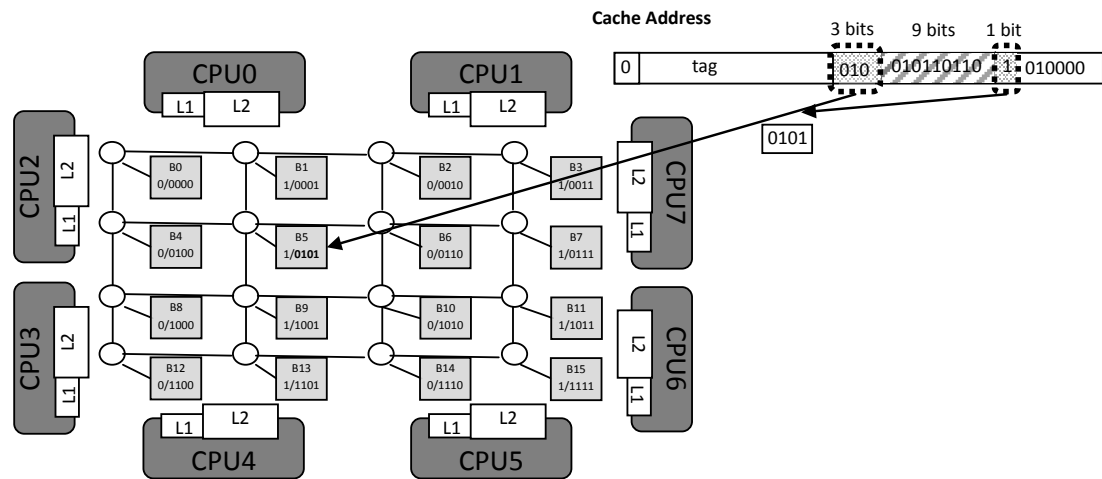 Cache Address
3 bits 9 bits 1 bit
0 tag 010 010110110 1 010000
0101
CPU0
L1 L2
CPU1
L1 L2
CPU2
L2
L1
CPU7
L2
L1
B0
0/0000
B1
1/0001
B2
0/0010
B3
1/0011
B4
0/0100
B5
1/0101
B6
0/0110
B7
1/0111
CPU3
L2
L1
CPU6
L2
L1
B8
0/1000
B9
1/1001
B10
0/1010
B11
1/1011
B12
0/1100
B13
1/1101
B14
0/1110
B15
1/1111
L1 L2
CPU4
L1 L2
CPU5